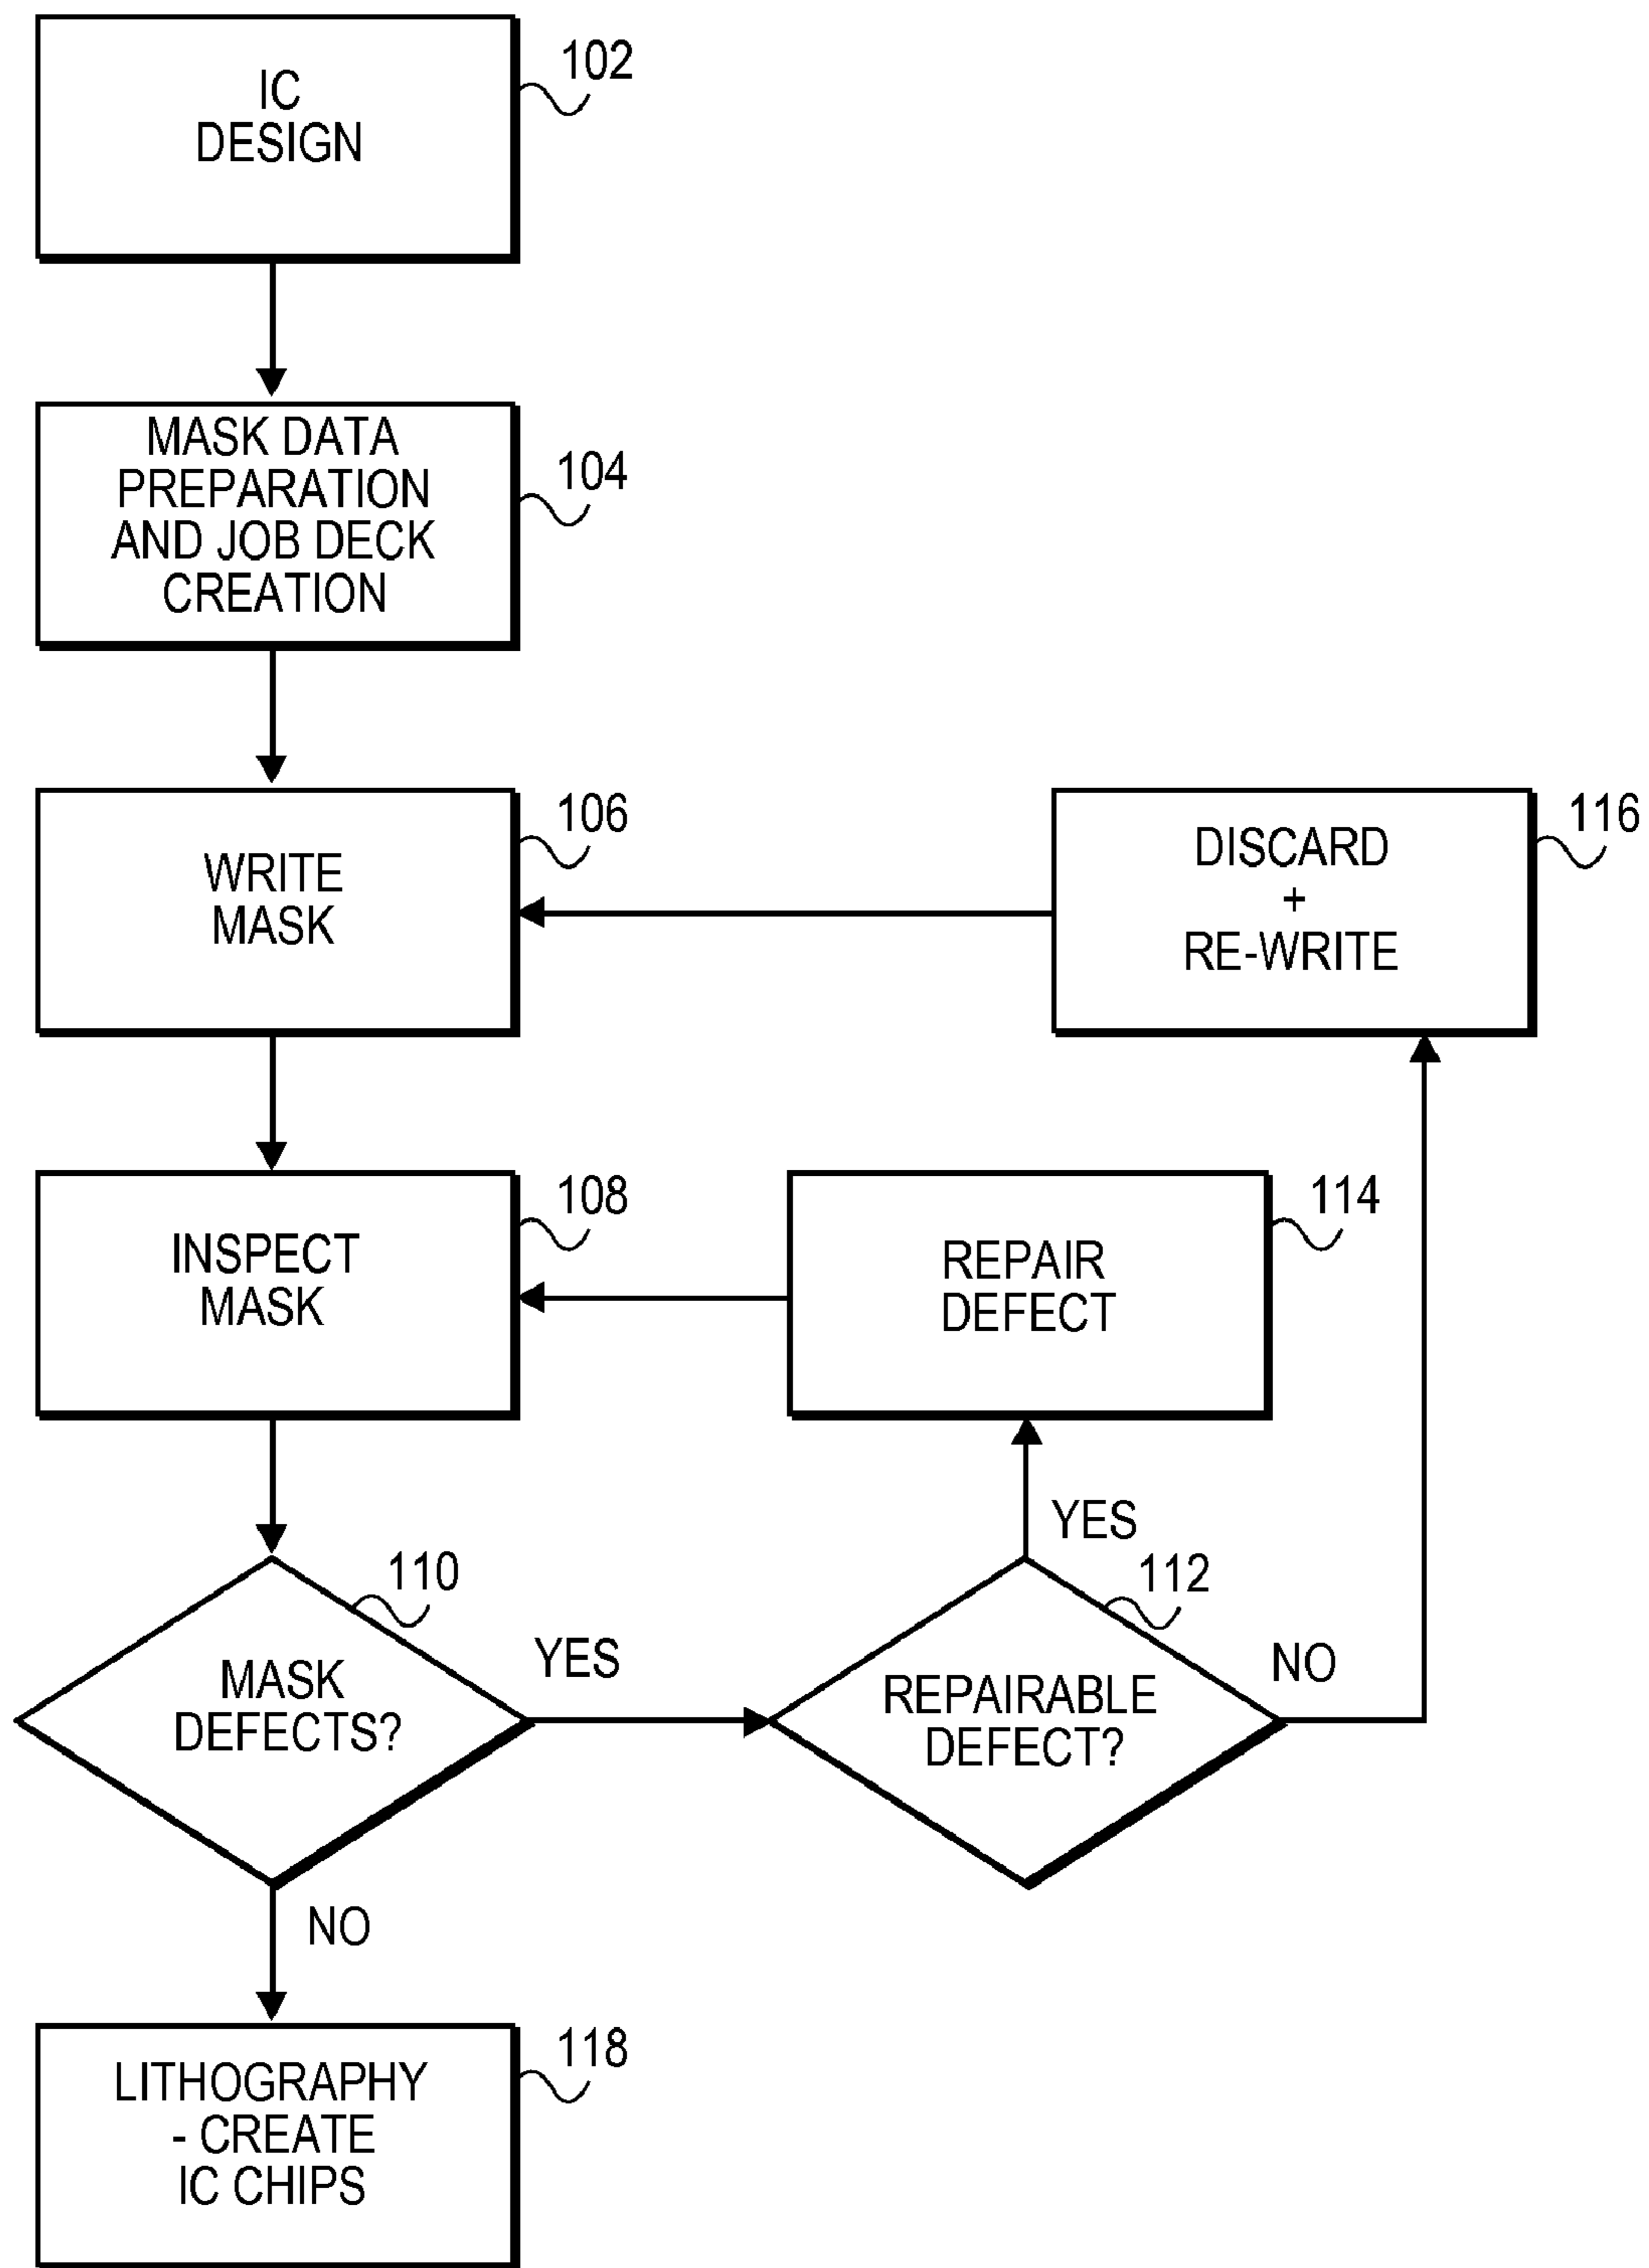 IC
DESIGN
102
MASK DATA
PREPARATION
AND JOB DECK
CREATION
104
WRITE
MASK
106
DISCARD
+
RE-WRITE
116
INSPECT
MASK
108
REPAIR
DEFECT
114
MASK
DEFECTS?
110
YES
REPAIRABLE
DEFECT?
112
YES
NO
NO
LITHOGRAPHY
- CREATE
IC CHIPS
118